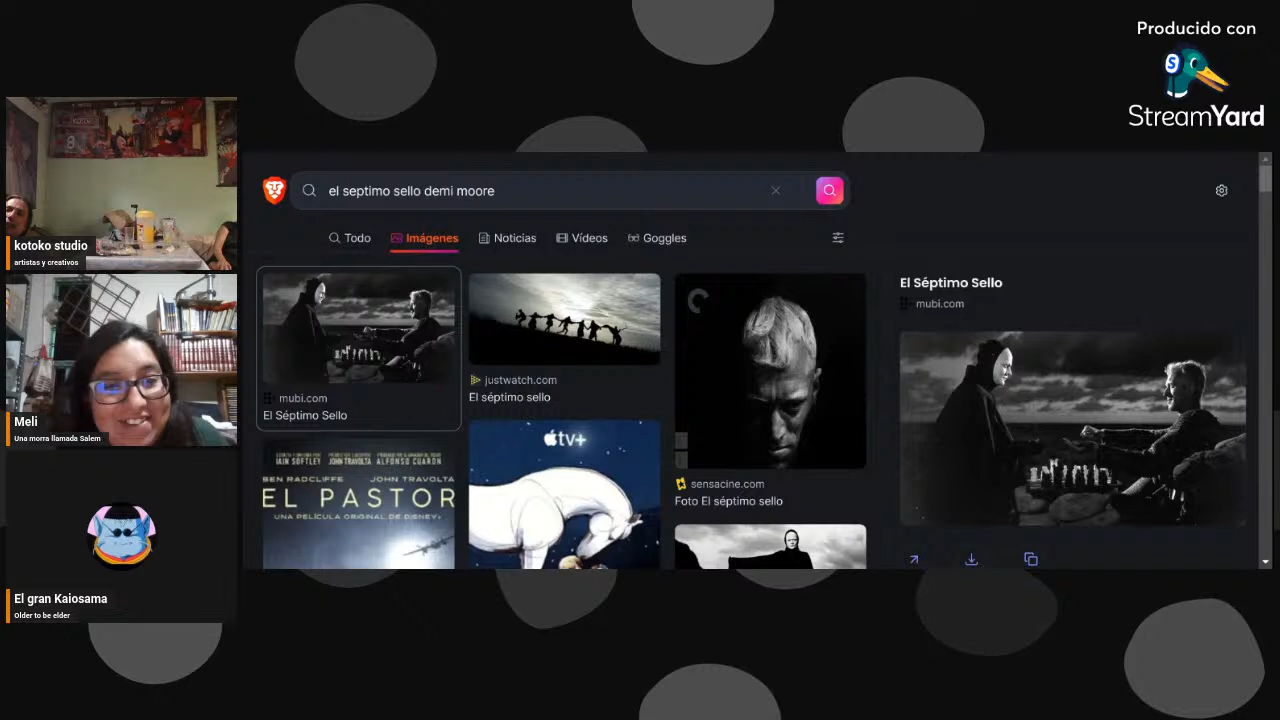 Producido con
StreamYard
kotoko studio
artistas y creativos
Meli
Una morra llamada Salem
El gran Kaiosama
Older to be elder
el septimo sello demi moore
Todo
Imágenes
Noticias
Vídeos
Goggles
mubi.com
El Séptimo Sello
justwatch.com
El séptimo sello
sensacine.com
Foto El séptimo sello
IAIN SOFTLEY JOHN TRAVOLTA ALFONSO CUARON
BEN RADCLIFFE JOHN TRAVOLTA
EL PASTOR
UNA PELÍCULA ORIGINAL DE DISNEY+
tv+
El Séptimo Sello
mubi.com